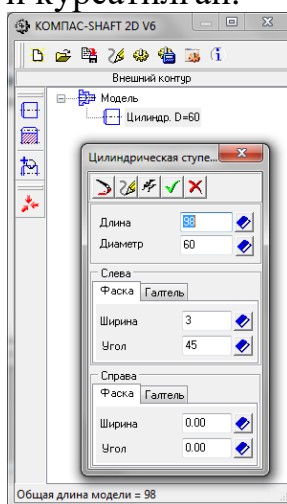 и курсатилган.
КОМПАС-SHAFT 2D V6
Внешний контур
Модель
Цилиндр. D=60
Цилиндрическая ступе...
Длина 98
Диаметр 60
Слева
Фаска Галтель
Ширина 3
Угол 45
Справа
Фаска Галтель
Ширина 0.00
Угол 0.00
Общая длина модели = 98